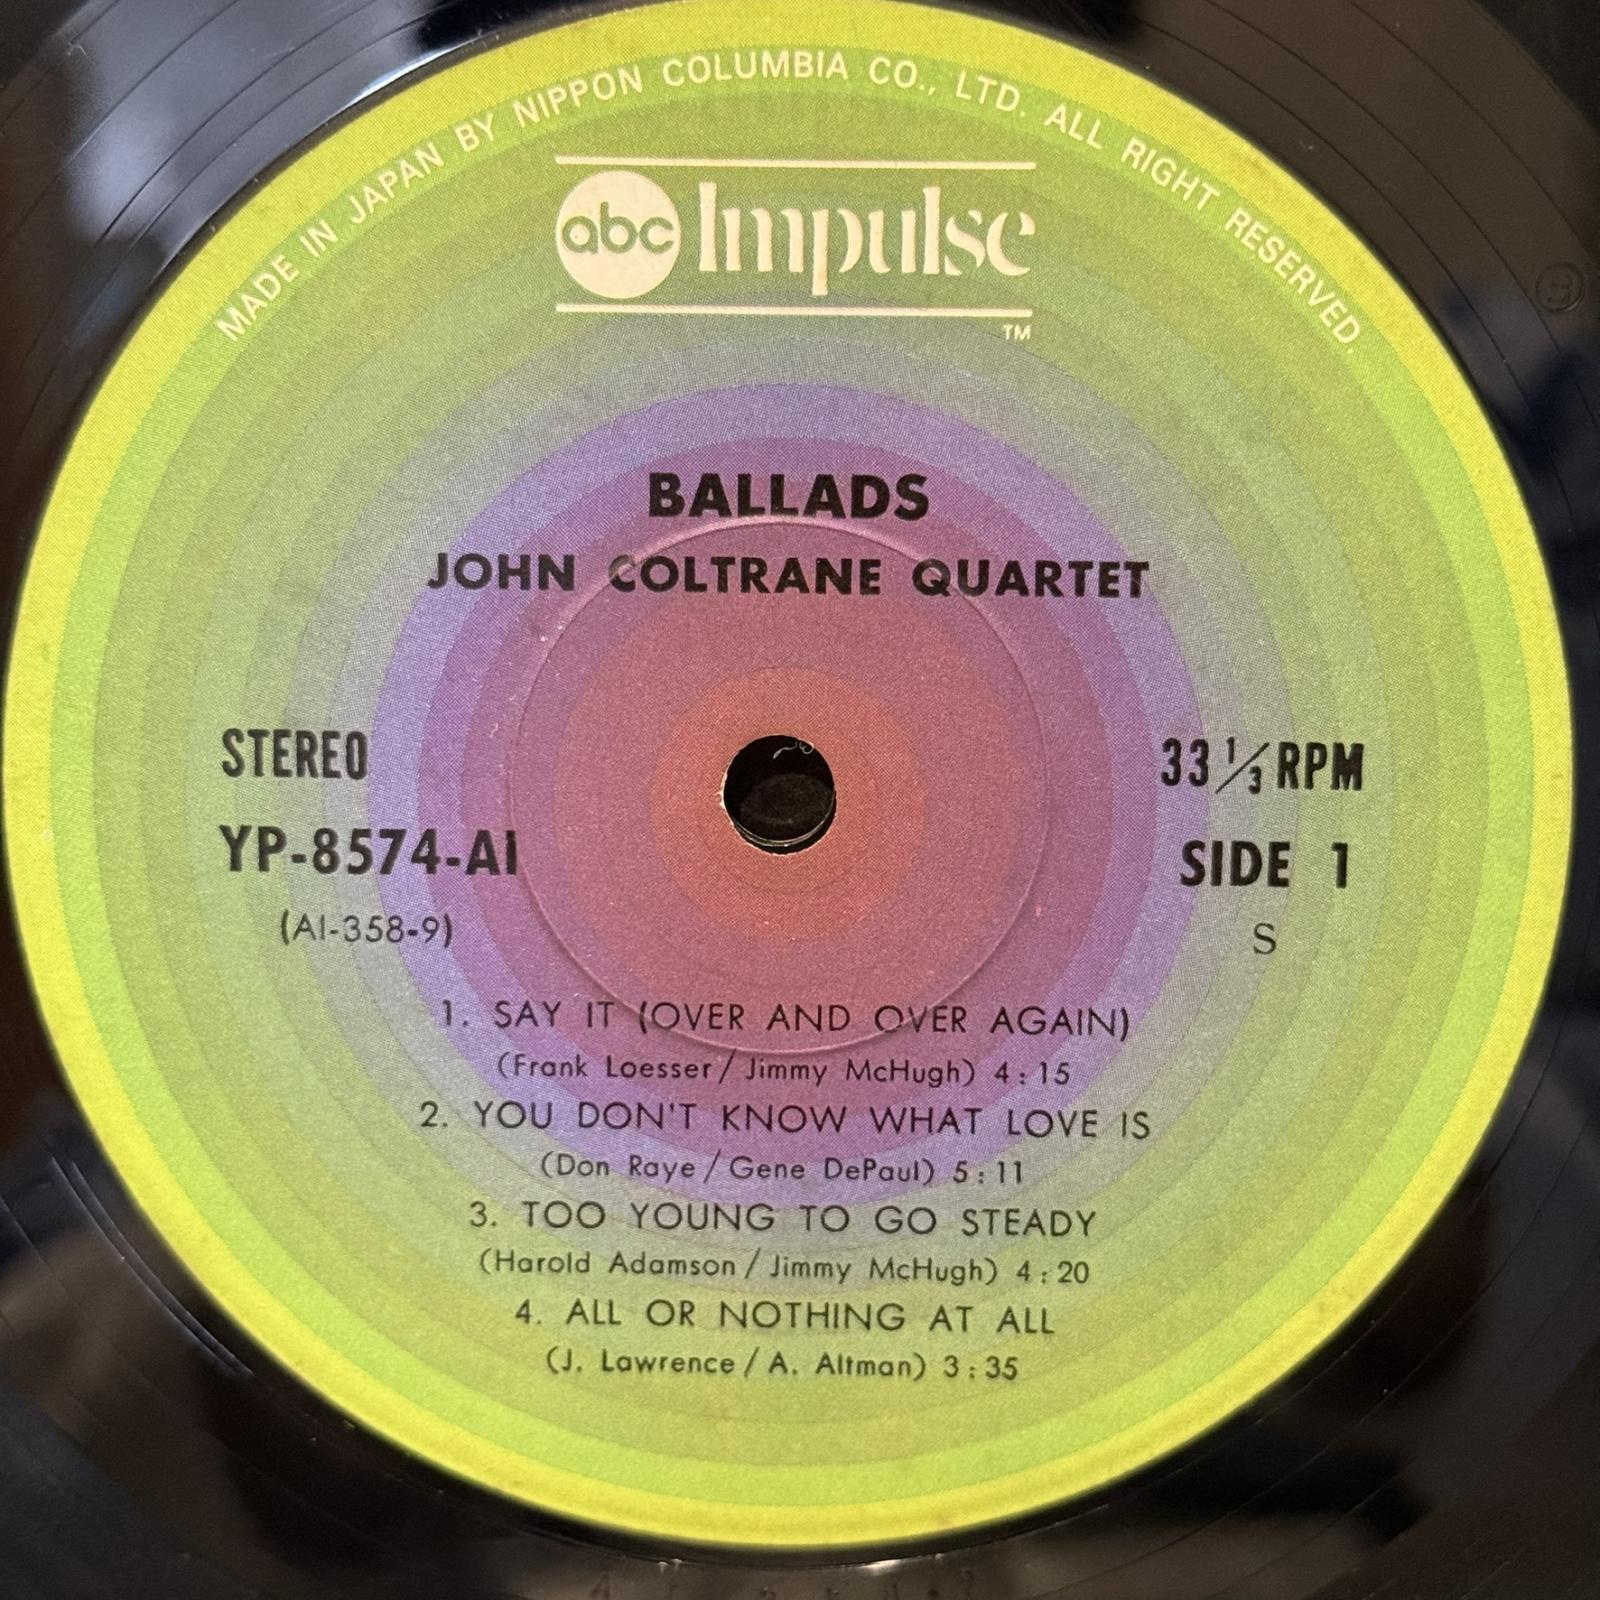 MADE IN JAPAN BY NIPPON COLUMBIA CO., LTD. ALL RIGHT RESERVED.
abc Impulse
TM
BALLADS
JOHN COLTRANE QUARTET
STEREO
33 1/3 RPM
YP-8574-AI
SIDE 1
(AI-358-9)
S
1. SAY IT (OVER AND OVER AGAIN)
(Frank Loesser / Jimmy McHugh) 4:15
2. YOU DON'T KNOW WHAT LOVE IS
(Don Raye / Gene DePaul) 5:11
3. TOO YOUNG TO GO STEADY
(Harold Adamson / Jimmy McHugh) 4:20
4. ALL OR NOTHING AT ALL
(J. Lawrence / A. Altman) 3:35